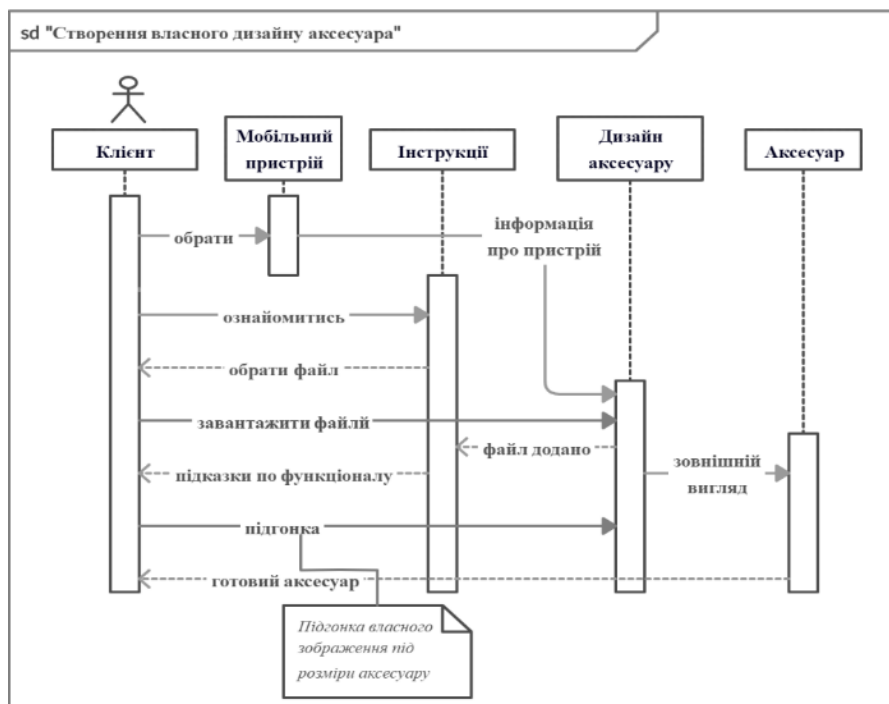 sd "Створення власного дизайну аксесуара"
Клієнт
Мобільний
пристрій
Інструкції
Дизайн
аксесуару
Аксесуар
обрати
інформація
про пристрій
ознайомитись
обрати файл
завантажити файлй
файл додано
підказки по функціоналу
зовнішній
вигляд
підгонка
готовий аксесуар
Підгонка власного
зображення під
розміри аксесуару